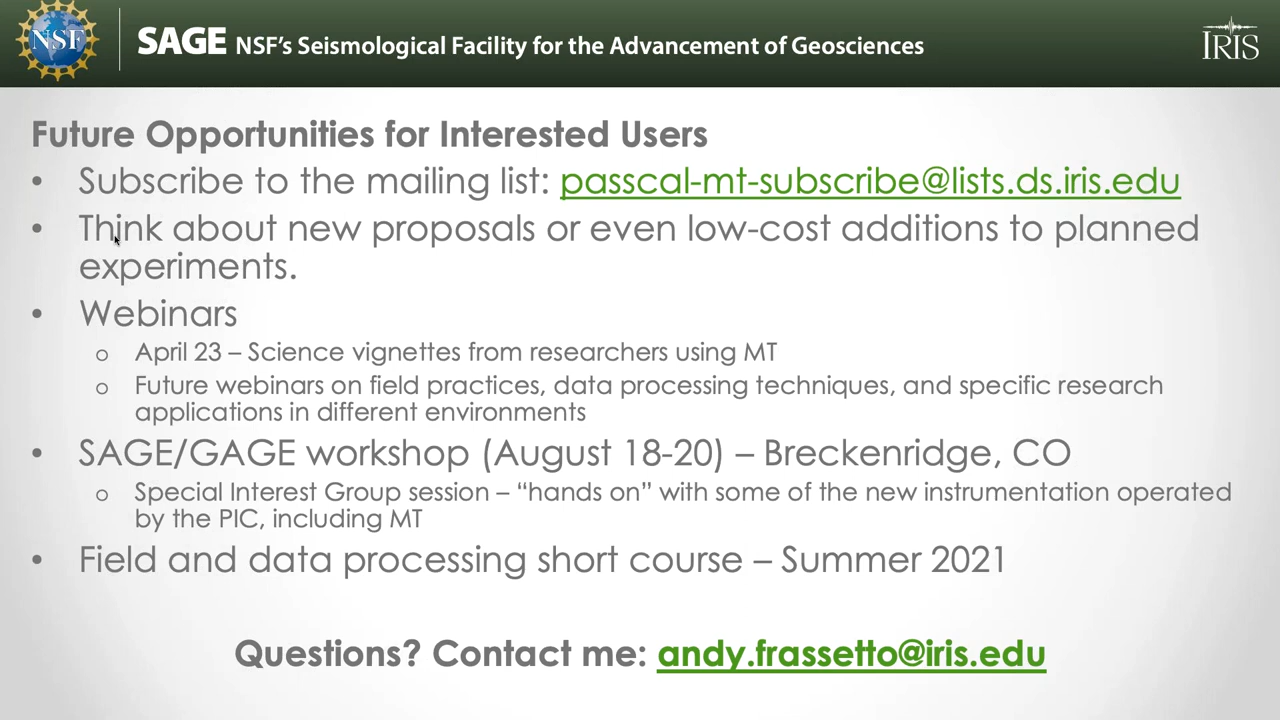 NSF
SAGE NSF's Seismological Facility for the Advancement of Geosciences
IRIS
Future Opportunities for Interested Users
• Subscribe to the mailing list: passcal-mt-subscribe@lists.ds.iris.edu
• Think about new proposals or even low-cost additions to planned
experiments.
• Webinars
o April 23 – Science vignettes from researchers using MT
o Future webinars on field practices, data processing techniques, and specific research
applications in different environments
• SAGE/GAGE workshop (August 18-20) – Breckenridge, CO
o Special Interest Group session – “hands on” with some of the new instrumentation operated
by the PIC, including MT
• Field and data processing short course – Summer 2021
Questions? Contact me: andy.frassetto@iris.edu